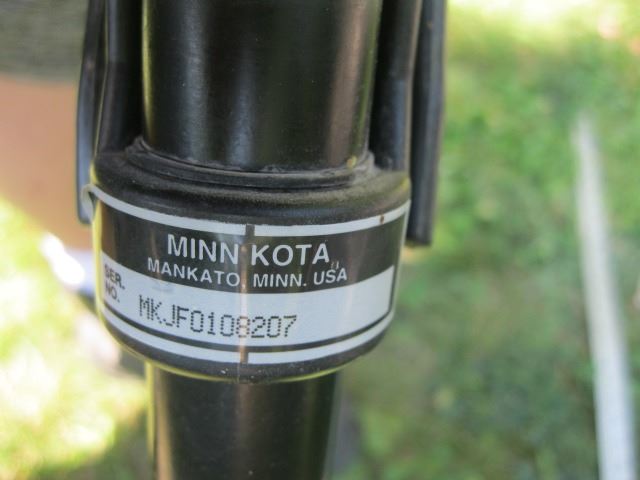 MINN KOTA
MANKATO, MINN. USA
SER.
NO.
MKJF0108207